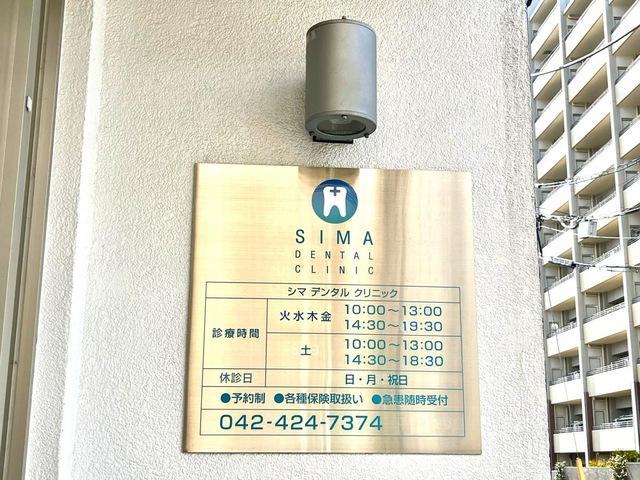 SIMA
DENTAL
CLINIC
シマ デンタル クリニック
診療時間
火水木金
10:00～13:00
14:30～19:30
土
10:00～13:00
14:30～18:30
休診日 日・月・祝日
●予約制 ●各種保険取扱い ●急患随時受付
042-424-7374